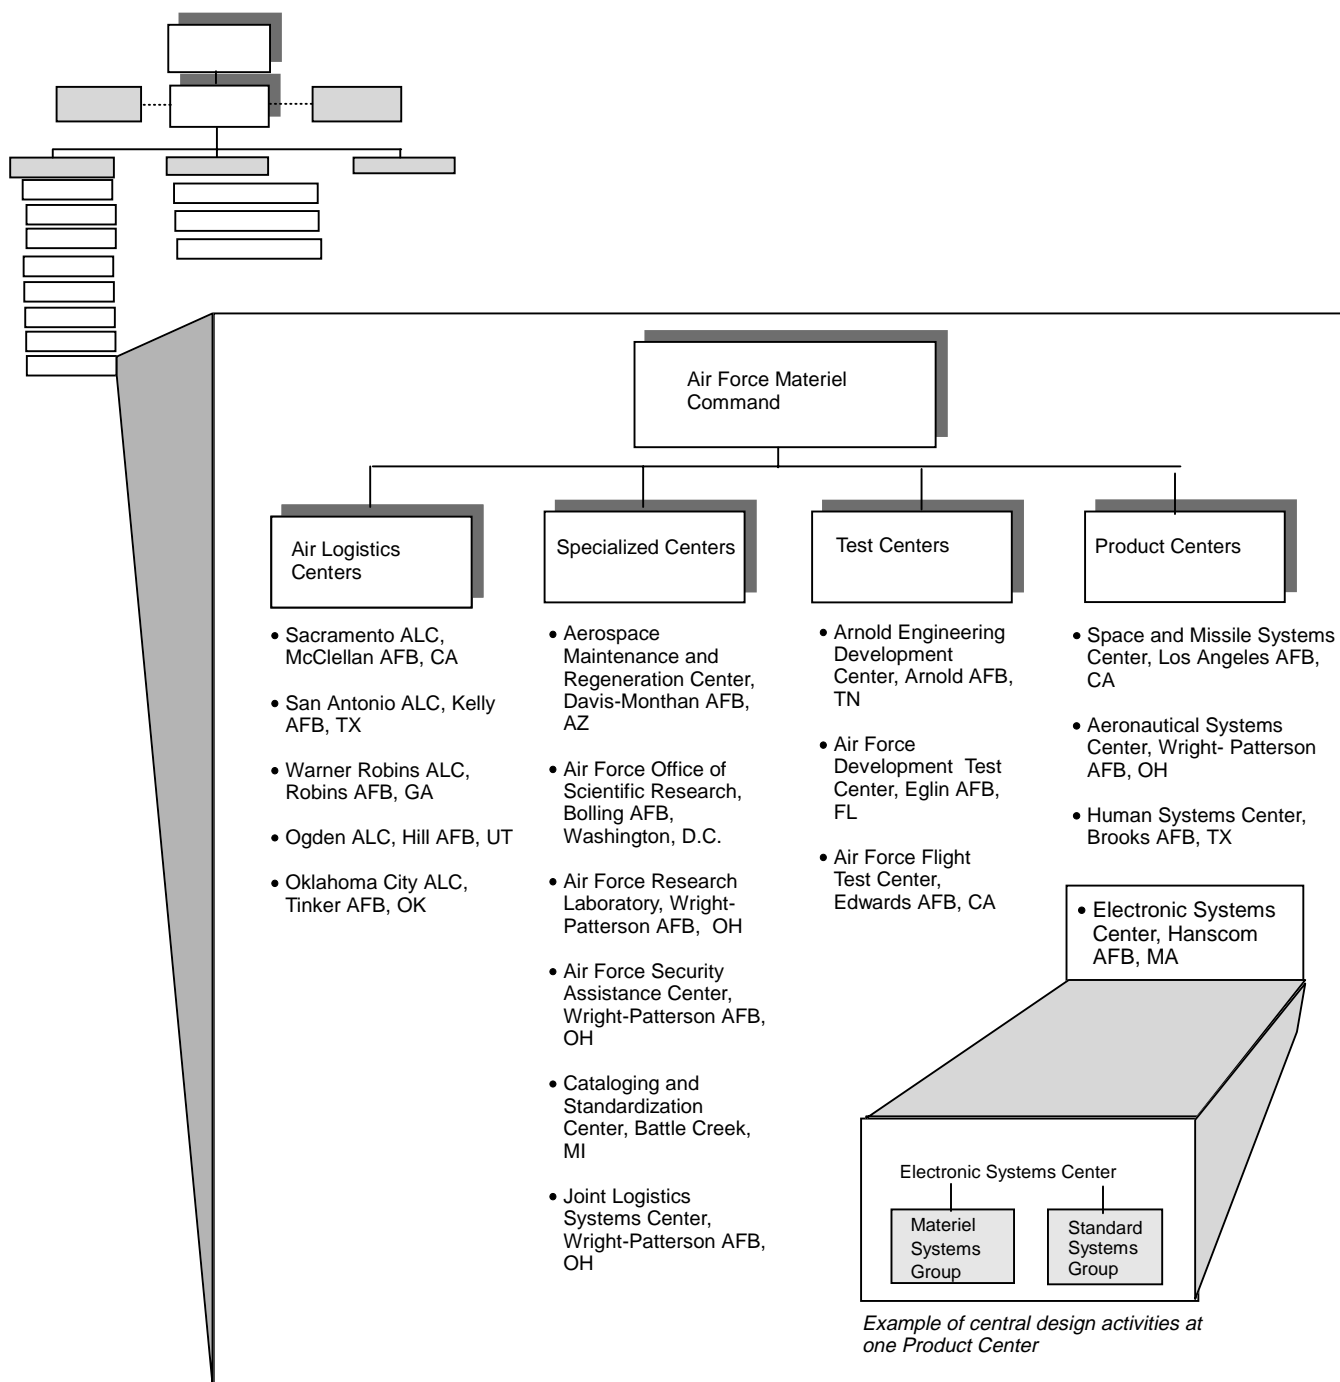 Air Force Materiel
Command
Air Logistics
Centers
• Sacramento ALC,
McClellan AFB, CA
• San Antonio ALC, Kelly
AFB, TX
• Warner Robins ALC,
Robins AFB, GA
• Ogden ALC, Hill AFB, UT
• Oklahoma City ALC,
Tinker AFB, OK
Specialized Centers
• Aerospace
Maintenance and
Regeneration Center,
Davis-Monthan AFB,
AZ
• Air Force Office of
Scientific Research,
Bolling AFB,
Washington, D.C.
• Air Force Research
Laboratory, Wright-
Patterson AFB, OH
• Air Force Security
Assistance Center,
Wright-Patterson AFB,
OH
• Cataloging and
Standardization
Center, Battle Creek,
MI
• Joint Logistics
Systems Center,
Wright-Patterson AFB,
OH
Test Centers
• Arnold Engineering
Development
Center, Arnold AFB,
TN
• Air Force
Development Test
Center, Eglin AFB,
FL
• Air Force Flight
Test Center,
Edwards AFB, CA
Product Centers
• Space and Missile Systems
Center, Los Angeles AFB,
CA
• Aeronautical Systems
Center, Wright- Patterson
AFB, OH
• Human Systems Center,
Brooks AFB, TX
• Electronic Systems
Center, Hanscom
AFB, MA
Electronic Systems Center
Materiel
Systems
Group
Standard
Systems
Group
Example of central design activities at
one Product Center